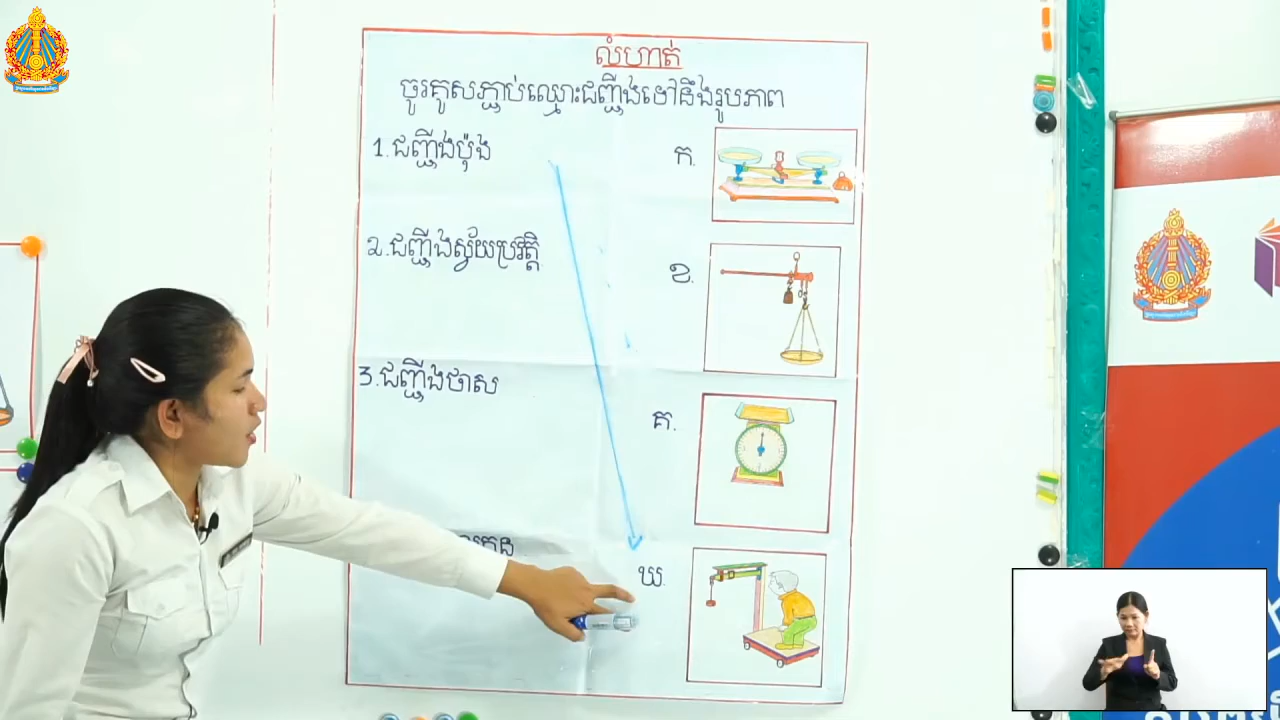 លំហាត់
ចូរគូសភ្ជាប់ឈ្មោះជញ្ជីងទៅនឹងរូបភាព
1.ជញ្ជីងប៉ុង
ក.
2.ជញ្ជីងស្វ័យប្រវត្តិ
ខ.
3.ជញ្ជីងថាស
គ.
ឃ.